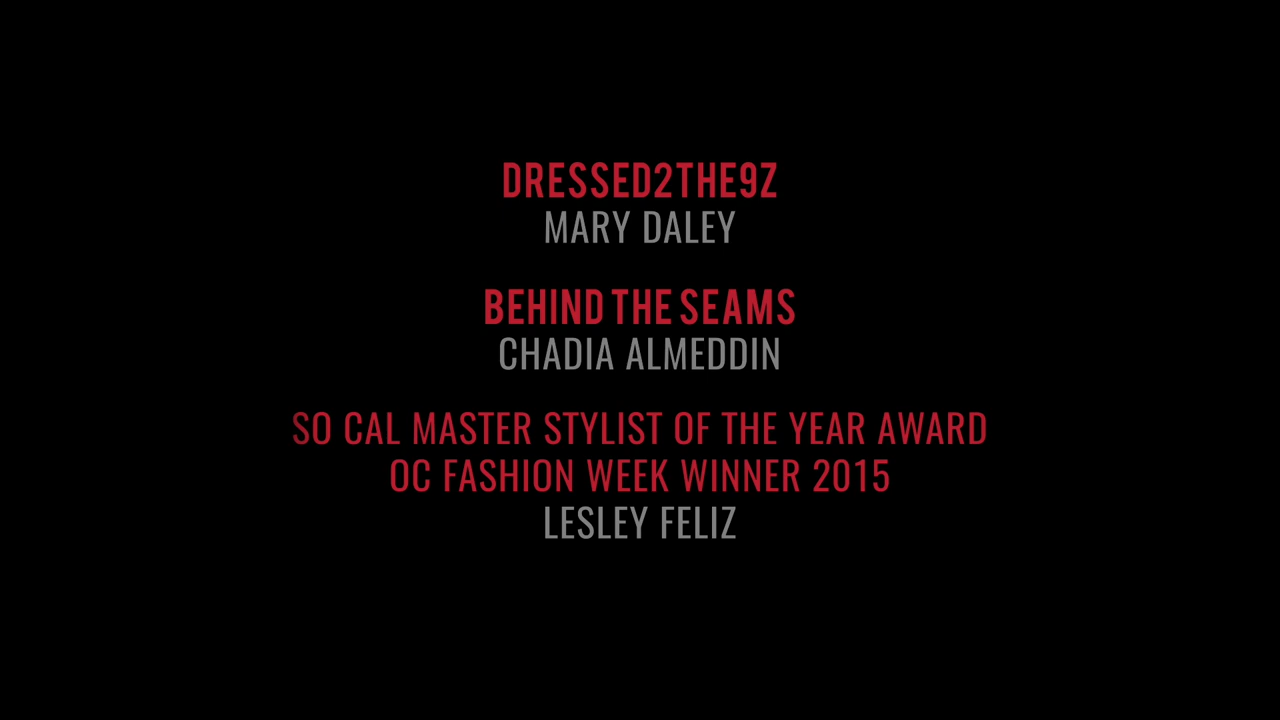 DRESSED2THE9Z
MARY DALEY
BEHIND THE SEAMS
CHADIA ALMEDDIN
SO CAL MASTER STYLIST OF THE YEAR AWARD
OC FASHION WEEK WINNER 2015
LESLEY FELIZ